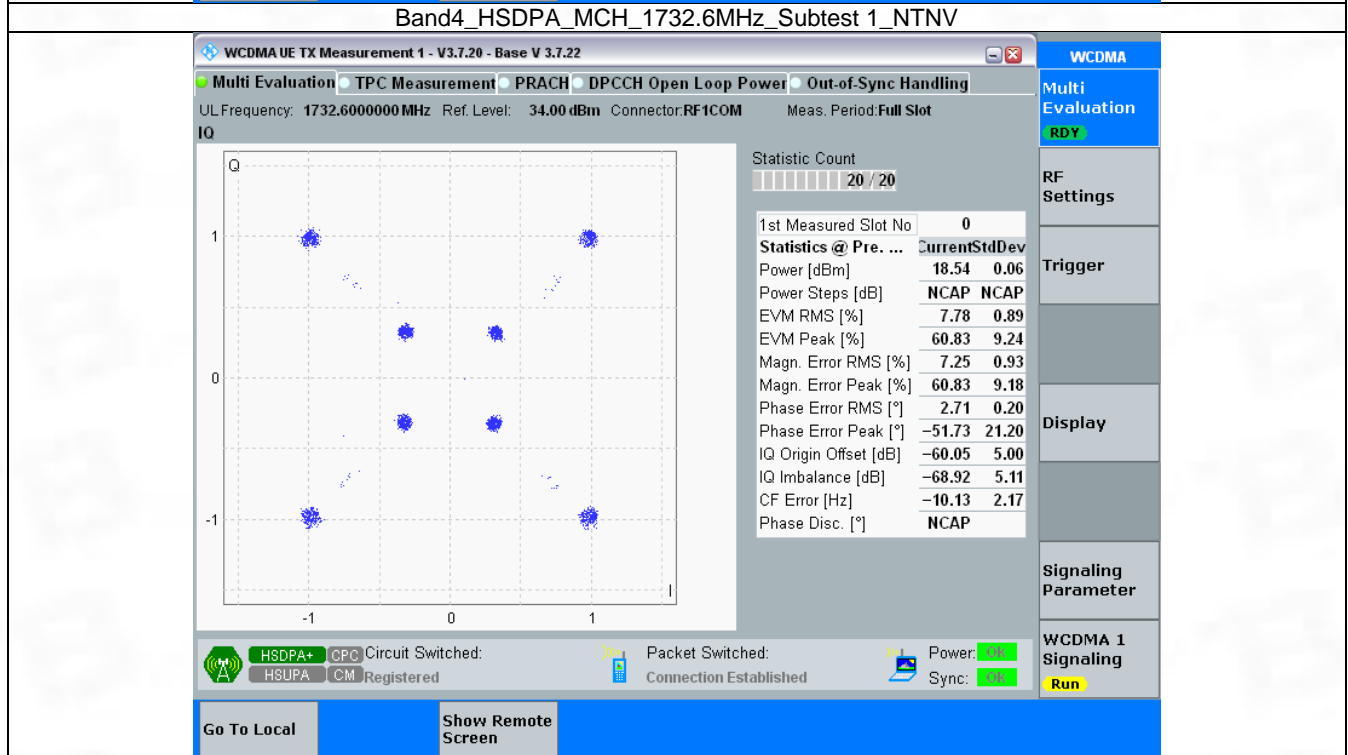 Band4_HSDPA_MCH_1732.6MHz_Subtest 1_NTNV
WCDMA UE TX Measurement 1 - V3.7.20 - Base V 3.7.22
WCDMA
Multi Evaluation TPC Measurement PRACH DPCCH Open Loop Power Out-of-Sync Handling
Multi
Evaluation
RDY
UL Frequency: 1732.6000000 MHz Ref. Level: 34.00 dBm Connector:RF1COM Meas. Period:Full Slot
IQ
Q
1
0
-1
-1 0 1
I
Statistic Count
20 / 20
1st Measured Slot No 0
Statistics @ Pre. ... CurrentStdDev
Power [dBm] 18.54 0.06
Power Steps [dB] NCAP NCAP
EVM RMS [%] 7.78 0.89
EVM Peak [%] 60.83 9.24
Magn. Error RMS [%] 7.25 0.93
Magn. Error Peak [%] 60.83 9.18
Phase Error RMS [°] 2.71 0.20
Phase Error Peak [°] −51.73 21.20
IQ Origin Offset [dB] −60.05 5.00
IQ Imbalance [dB] −68.92 5.11
CF Error [Hz] −10.13 2.17
Phase Disc. [°] NCAP
RF
Settings
Trigger
Display
Signaling
Parameter
WCDMA 1
Signaling
Run
HSDPA+ CPC Circuit Switched: Packet Switched: Power: OK
HSUPA CM Registered Connection Established Sync: OK
Go To Local
Show Remote
Screen